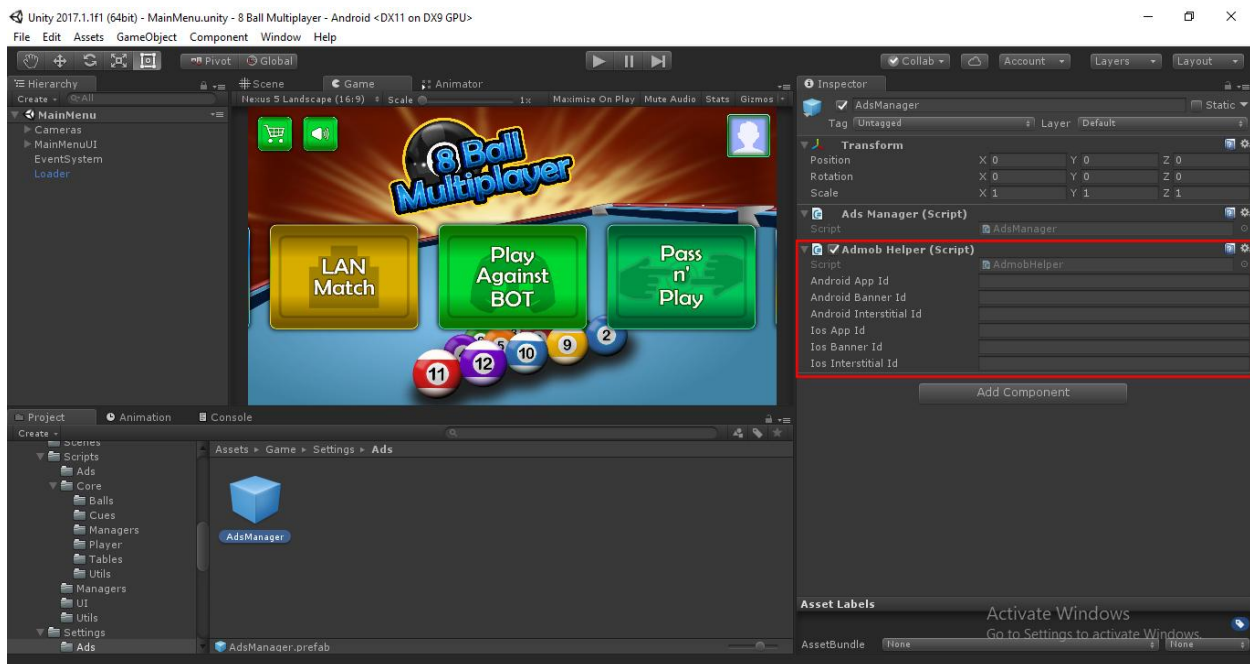 Unity 2017.1.1f1 (64bit) - MainMenu.unity - 8 Ball Multiplayer - Android <DX11 on DX9 GPU>
File Edit Assets GameObject Component Window Help
Pivot Global
Collab Account Layers Layout
Hierarchy
Create All
MainMenu
Cameras
MainMenuUI
EventSystem
Loader
Scene Game Animator
Nexus 5 Landscape (16:9) Scale 1x Maximize On Play Mute Audio Stats Gizmos
8 Ball
Multiplayer
LAN
Match
Play
Against
BOT
Pass
n'
Play
5
2
9
10
12
11
Inspector
AdsManager Static
Tag Untagged Layer Default
Transform
Position X 0 Y 0 Z 0
Rotation X 0 Y 0 Z 0
Scale X 1 Y 1 Z 1
Ads Manager (Script)
Script AdsManager
Admob Helper (Script)
Script AdmobHelper
Android App Id
Android Banner Id
Android Interstitial Id
Ios App Id
Ios Banner Id
Ios Interstitial Id
Add Component
Project Animation Console
Create
Scenes
Scripts
Ads
Core
Balls
Cues
Managers
Player
Tables
Utils
Managers
UI
Utils
Settings
Ads
Assets Game Settings Ads
AdsManager
AdsManager.prefab
Asset Labels
Activate Windows
Go to Settings to activate Windows.
AssetBundle None None